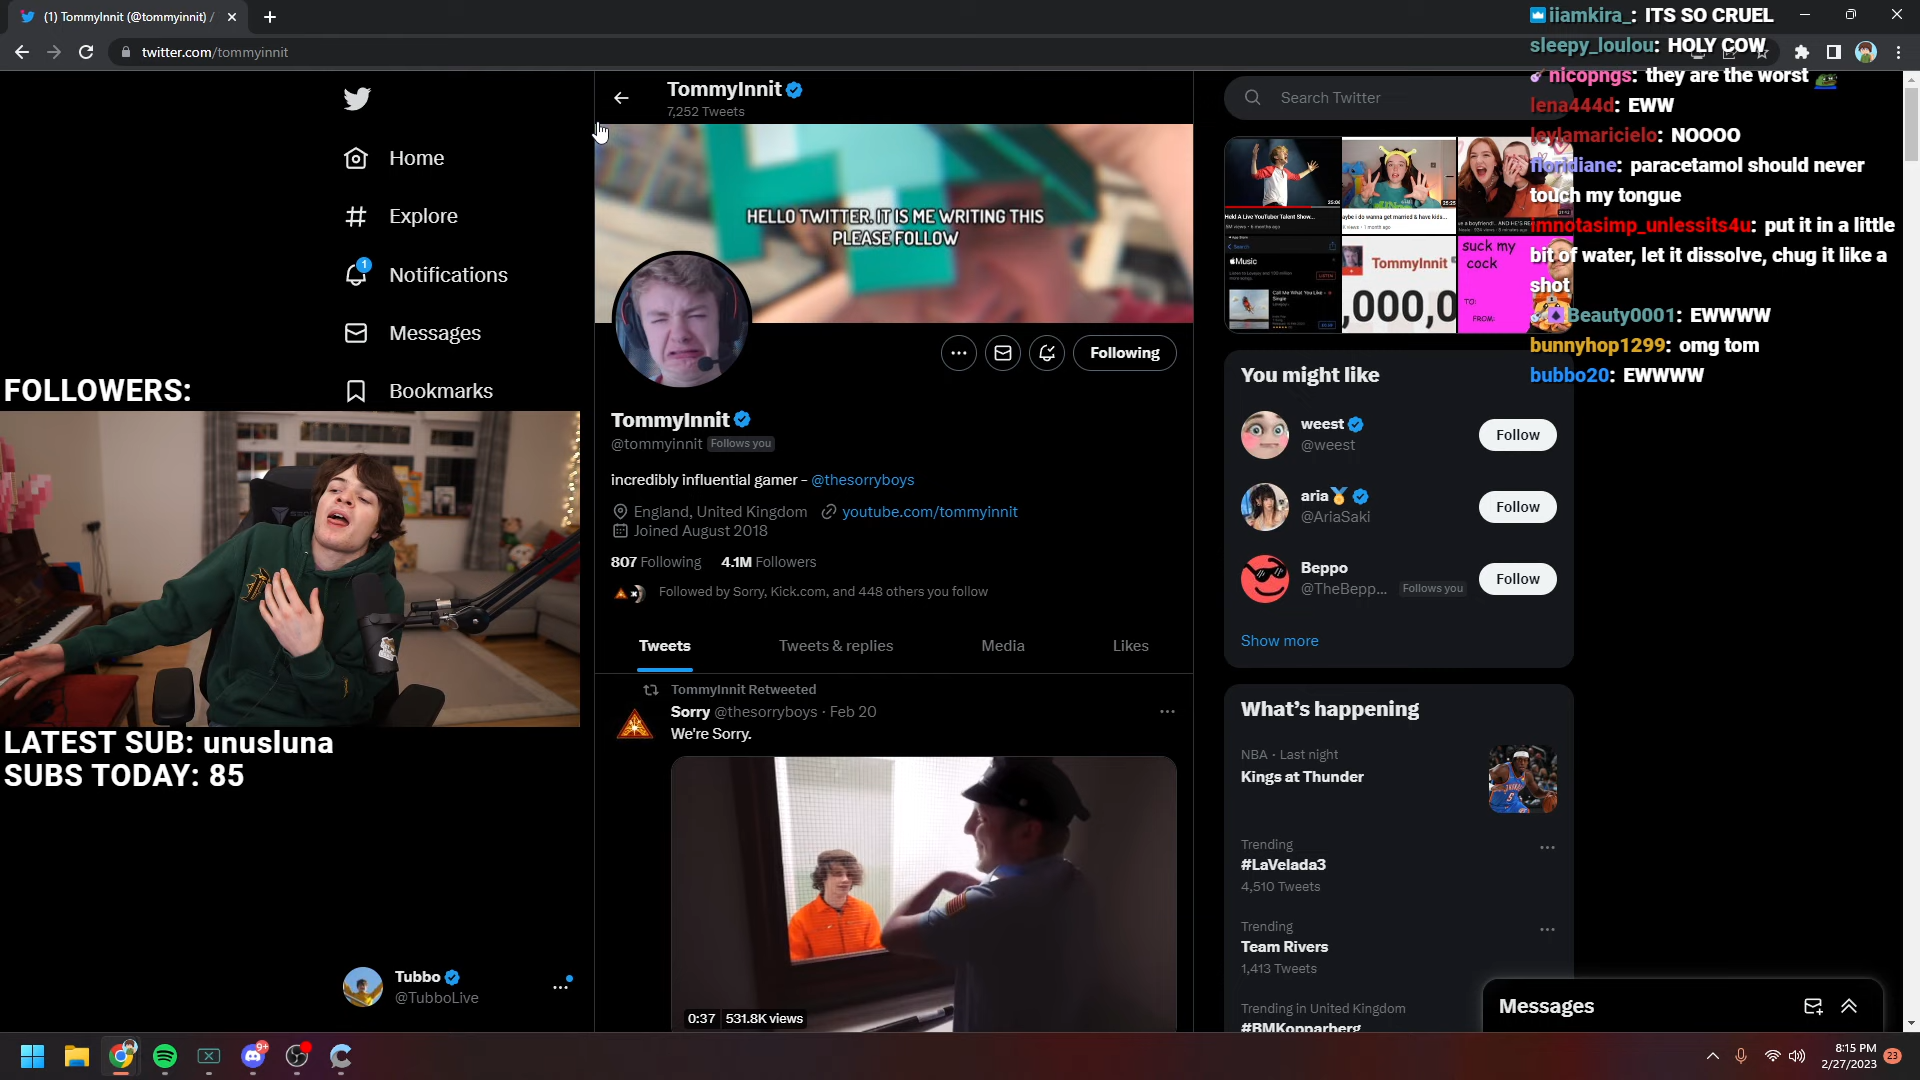 (1) TommyInnit (@tommyinnit) /
twitter.com/tommyinnit
Home
Explore
1
Notifications
Messages
Bookmarks
FOLLOWERS:
LATEST SUB: unusluna
SUBS TODAY: 85
Tubbo
@TubboLive
TommyInnit
7,252 Tweets
HELLO TWITTER. IT IS ME WRITING THIS
PLEASE FOLLOW
Following
TommyInnit
@tommyinnit Follows you
incredibly influential gamer - @thesorryboys
England, United Kingdom youtube.com/tommyinnit
Joined August 2018
807 Following 4.1M Followers
Followed by Sorry, Kick.com, and 448 others you follow
Tweets Tweets & replies Media Likes
TommyInnit Retweeted
Sorry @thesorryboys · Feb 20
We're Sorry.
0:37 531.8K views
Search Twitter
Held A Live YouTuber Talent Show...
Music
TommyInnit
,000,0
suck my
cock
TO:
FROM:
You might like
weest
@weest
Follow
aria
@AriaSaki
Follow
Beppo
@TheBepp... Follows you
Follow
Show more
What's happening
NBA · Last night
Kings at Thunder
Trending
#LaVelada3
4,510 Tweets
Trending
Team Rivers
1,413 Tweets
Trending in United Kingdom
#BMKopparberg
Messages
iiamkira_: ITS SO CRUEL
sleepy_loulou: HOLY COW
nicopngs: they are the worst
lena444d: EWW
leylamaricielo: NOOOO
floridiane: paracetamol should never
touch my tongue
imnotasimp_unlessits4u: put it in a little
bit of water, let it dissolve, chug it like a
shot
Beauty0001: EWWWW
bunnyhop1299: omg tom
bubbo20: EWWWW
9+
8:15 PM
2/27/2023
23